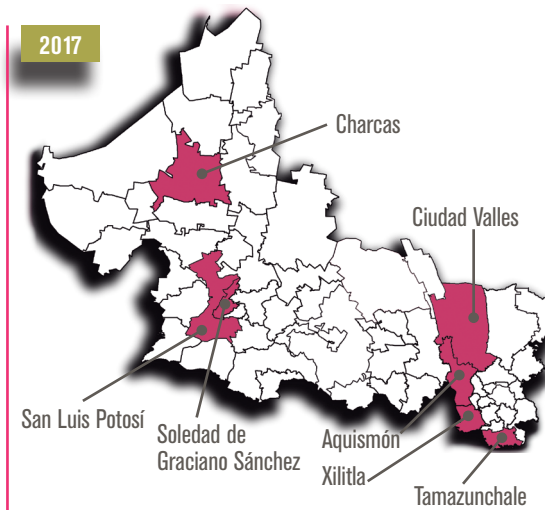 2017
Charcas
Ciudad Valles
San Luis Potosí
Soledad de
Graciano Sánchez
Aquismón
Xilitla
Tamazunchale